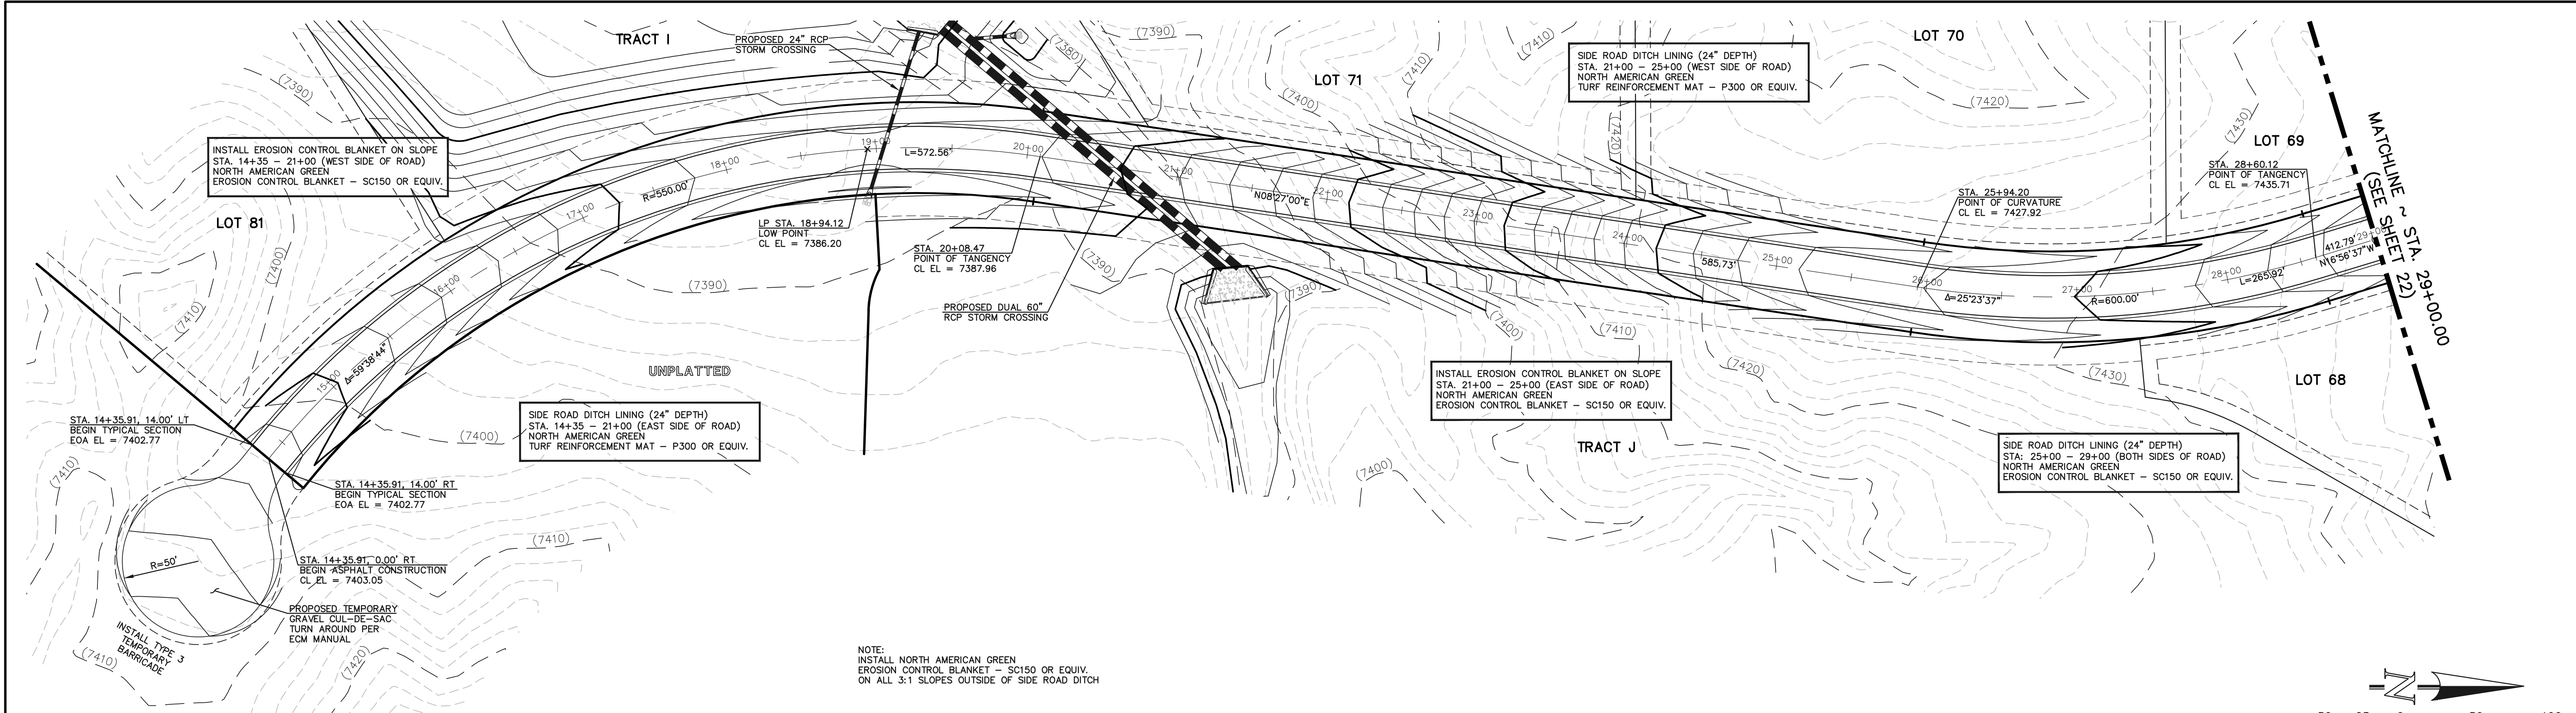 TRACT I
PROPOSED 24" RCP
STORM CROSSING
(7380)
(7390)
(7410)
LOT 70
SIDE ROAD DITCH LINING (24" DEPTH)
STA. 21+00 – 25+00 (WEST SIDE OF ROAD)
NORTH AMERICAN GREEN
TURF REINFORCEMENT MAT – P300 OR EQUIV.
LOT 71
(7410)
(7400)
(7420)
(7420)
(7430)
LOT 69
MATCHLINE ~ STA. 29+00.00
(SEE SHEET 22)
(7390)
INSTALL EROSION CONTROL BLANKET ON SLOPE
STA. 14+35 – 21+00 (WEST SIDE OF ROAD)
NORTH AMERICAN GREEN
EROSION CONTROL BLANKET – SC150 OR EQUIV.
LOT 81
(7400)
(7410)
15+00
16+00
17+00
18+00
19+00
20+00
21+00
22+00
23+00
24+00
25+00
26+00
27+00
28+00
29+00
Δ=59°38'44"
R=550.00'
L=572.56'
N08°27'00"E
585.73'
Δ=25°23'37"
R=600.00'
L=265.92'
412.79'
N16°56'37"W
STA. 28+60.12
POINT OF TANGENCY
CL EL = 7435.71
STA. 25+94.20
POINT OF CURVATURE
CL EL = 7427.92
LP STA. 18+94.12
LOW POINT
CL EL = 7386.20
STA. 20+08.47
POINT OF TANGENCY
CL EL = 7387.96
(7390)
(7390)
(7390)
PROPOSED DUAL 60"
RCP STORM CROSSING
(7400)
(7410)
(7420)
(7430)
LOT 68
UNPLATTED
INSTALL EROSION CONTROL BLANKET ON SLOPE
STA. 21+00 – 25+00 (EAST SIDE OF ROAD)
NORTH AMERICAN GREEN
EROSION CONTROL BLANKET – SC150 OR EQUIV.
STA. 14+35.91, 14.00' LT
BEGIN TYPICAL SECTION
EOA EL = 7402.77
(7400)
SIDE ROAD DITCH LINING (24" DEPTH)
STA. 14+35 – 21+00 (EAST SIDE OF ROAD)
NORTH AMERICAN GREEN
TURF REINFORCEMENT MAT – P300 OR EQUIV.
TRACT J
(7400)
SIDE ROAD DITCH LINING (24" DEPTH)
STA: 25+00 – 29+00 (BOTH SIDES OF ROAD)
NORTH AMERICAN GREEN
EROSION CONTROL BLANKET – SC150 OR EQUIV.
(7410)
STA. 14+35.91, 14.00' RT
BEGIN TYPICAL SECTION
EOA EL = 7402.77
(7410)
R=50'
STA. 14+35.91, 0.00' RT
BEGIN ASPHALT CONSTRUCTION
CL EL = 7403.05
PROPOSED TEMPORARY
GRAVEL CUL-DE-SAC
TURN AROUND PER
ECM MANUAL
INSTALL TYPE 3
TEMPORARY
BARRICADE
(7410)
(7420)
NOTE:
INSTALL NORTH AMERICAN GREEN
EROSION CONTROL BLANKET – SC150 OR EQUIV.
ON ALL 3:1 SLOPES OUTSIDE OF SIDE ROAD DITCH
N